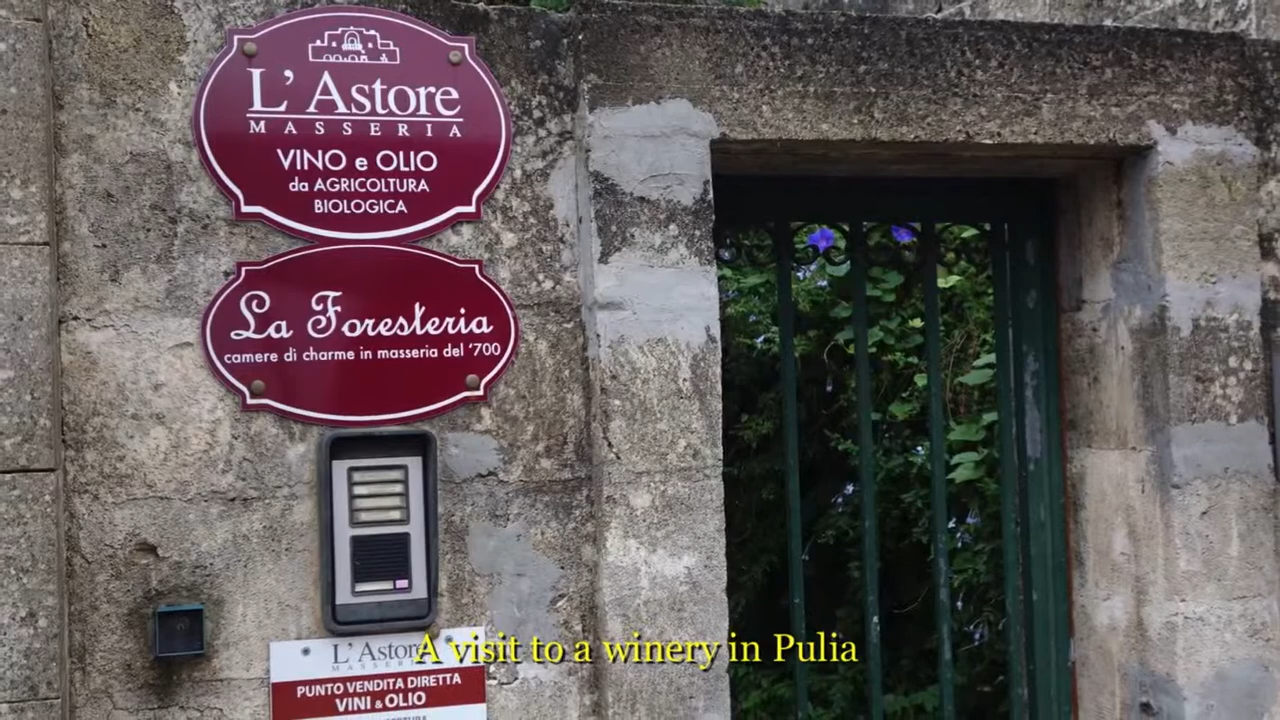 L'Astore
MASSERIA
VINO e OLIO
da AGRICOLTURA
BIOLOGICA
La Foresteria
camere di charme in masseria del '700
L'Astore
MASSERIA
A visit to a winery in Pulia
PUNTO VENDITA DIRETTA
VINI & OLIO